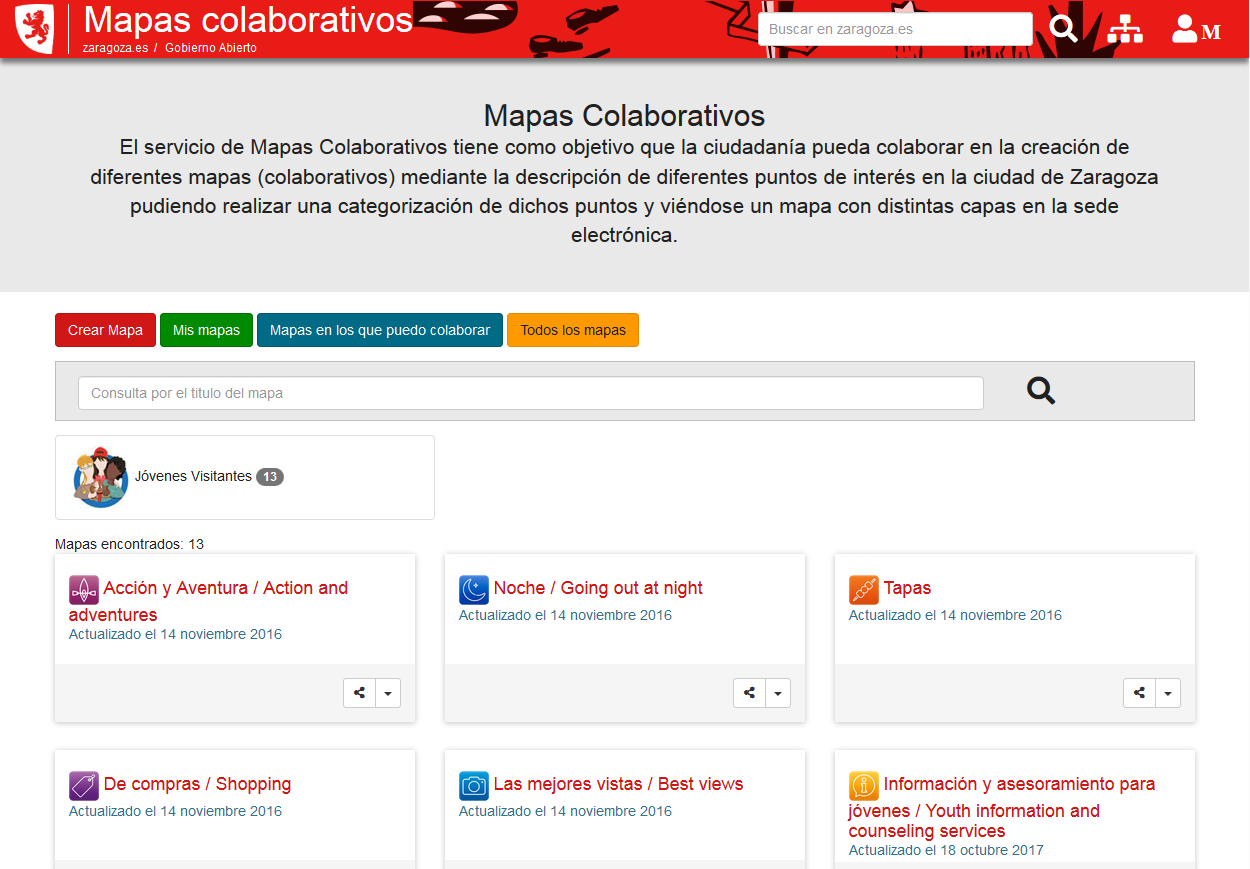 Mapas colaborativos
zaragoza.es / Gobierno Abierto
Buscar en zaragoza.es
M
Mapas Colaborativos
El servicio de Mapas Colaborativos tiene como objetivo que la ciudadanía pueda colaborar en la creación de
diferentes mapas (colaborativos) mediante la descripción de diferentes puntos de interés en la ciudad de Zaragoza
pudiendo realizar una categorización de dichos puntos y viéndose un mapa con distintas capas en la sede
electrónica.
Crear Mapa
Mis mapas
Mapas en los que puedo colaborar
Todos los mapas
Consulta por el titulo del mapa
Jóvenes Visitantes 13
Mapas encontrados: 13
Acción y Aventura / Action and
adventures
Actualizado el 14 noviembre 2016
Noche / Going out at night
Actualizado el 14 noviembre 2016
Tapas
Actualizado el 14 noviembre 2016
De compras / Shopping
Actualizado el 14 noviembre 2016
Las mejores vistas / Best views
Actualizado el 14 noviembre 2016
Información y asesoramiento para
jóvenes / Youth information and
counseling services
Actualizado el 18 octubre 2017